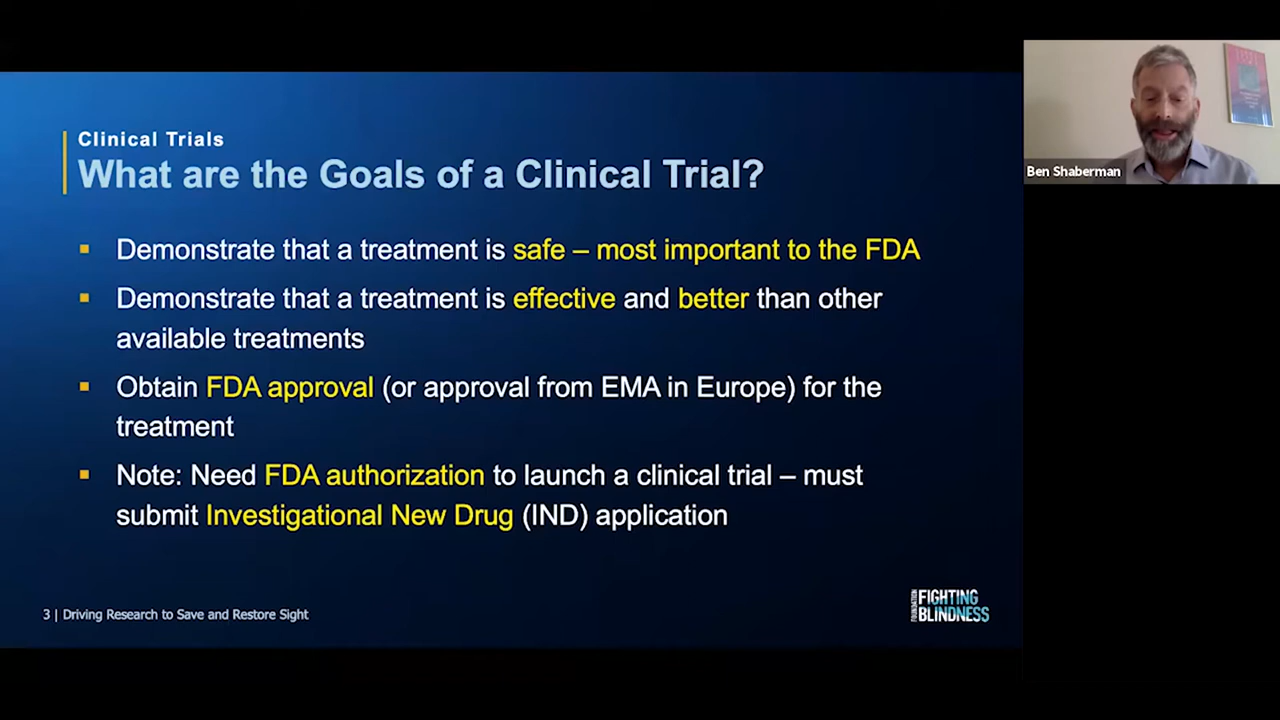 Clinical Trials
What are the Goals of a Clinical Trial?
▪ Demonstrate that a treatment is safe – most important to the FDA
▪ Demonstrate that a treatment is effective and better than other
available treatments
▪ Obtain FDA approval (or approval from EMA in Europe) for the
treatment
▪ Note: Need FDA authorization to launch a clinical trial – must
submit Investigational New Drug (IND) application
3 | Driving Research to Save and Restore Sight
FOUNDATION
FIGHTING
BLINDNESS
Ben Shaberman